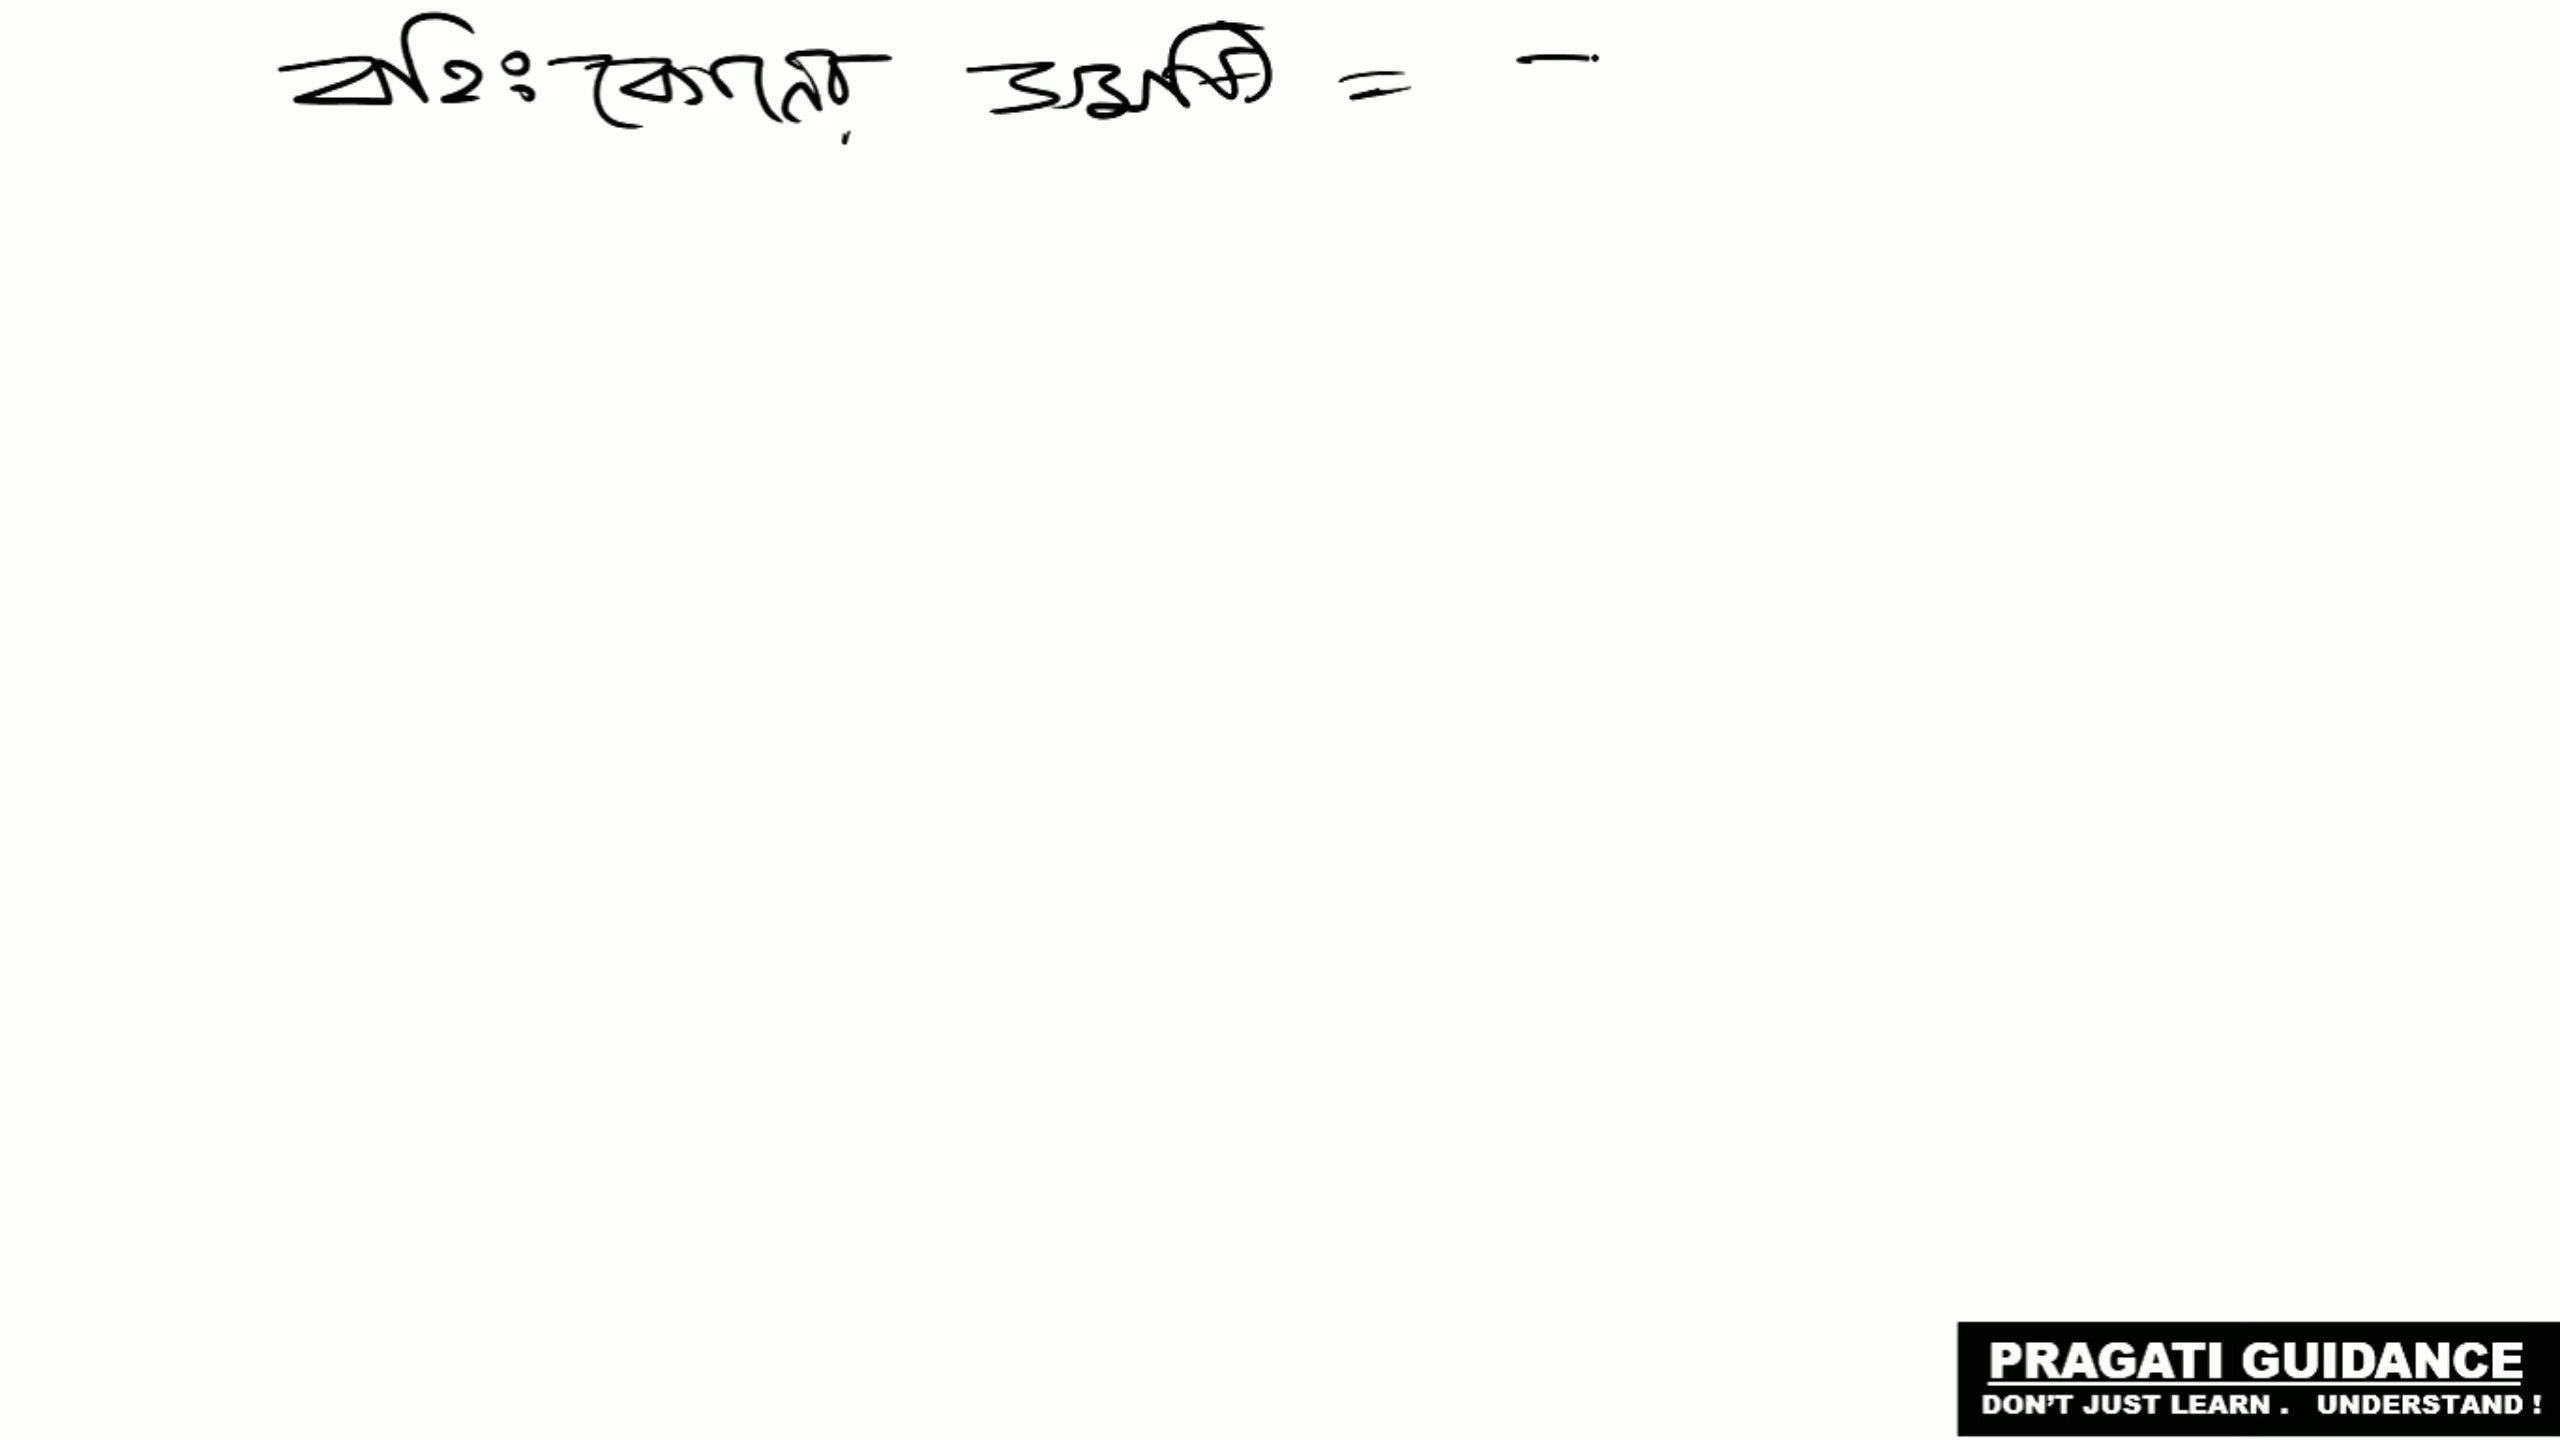 বহিঃকোণের সমষ্টি =
PRAGATI GUIDANCE
DON'T JUST LEARN . UNDERSTAND !